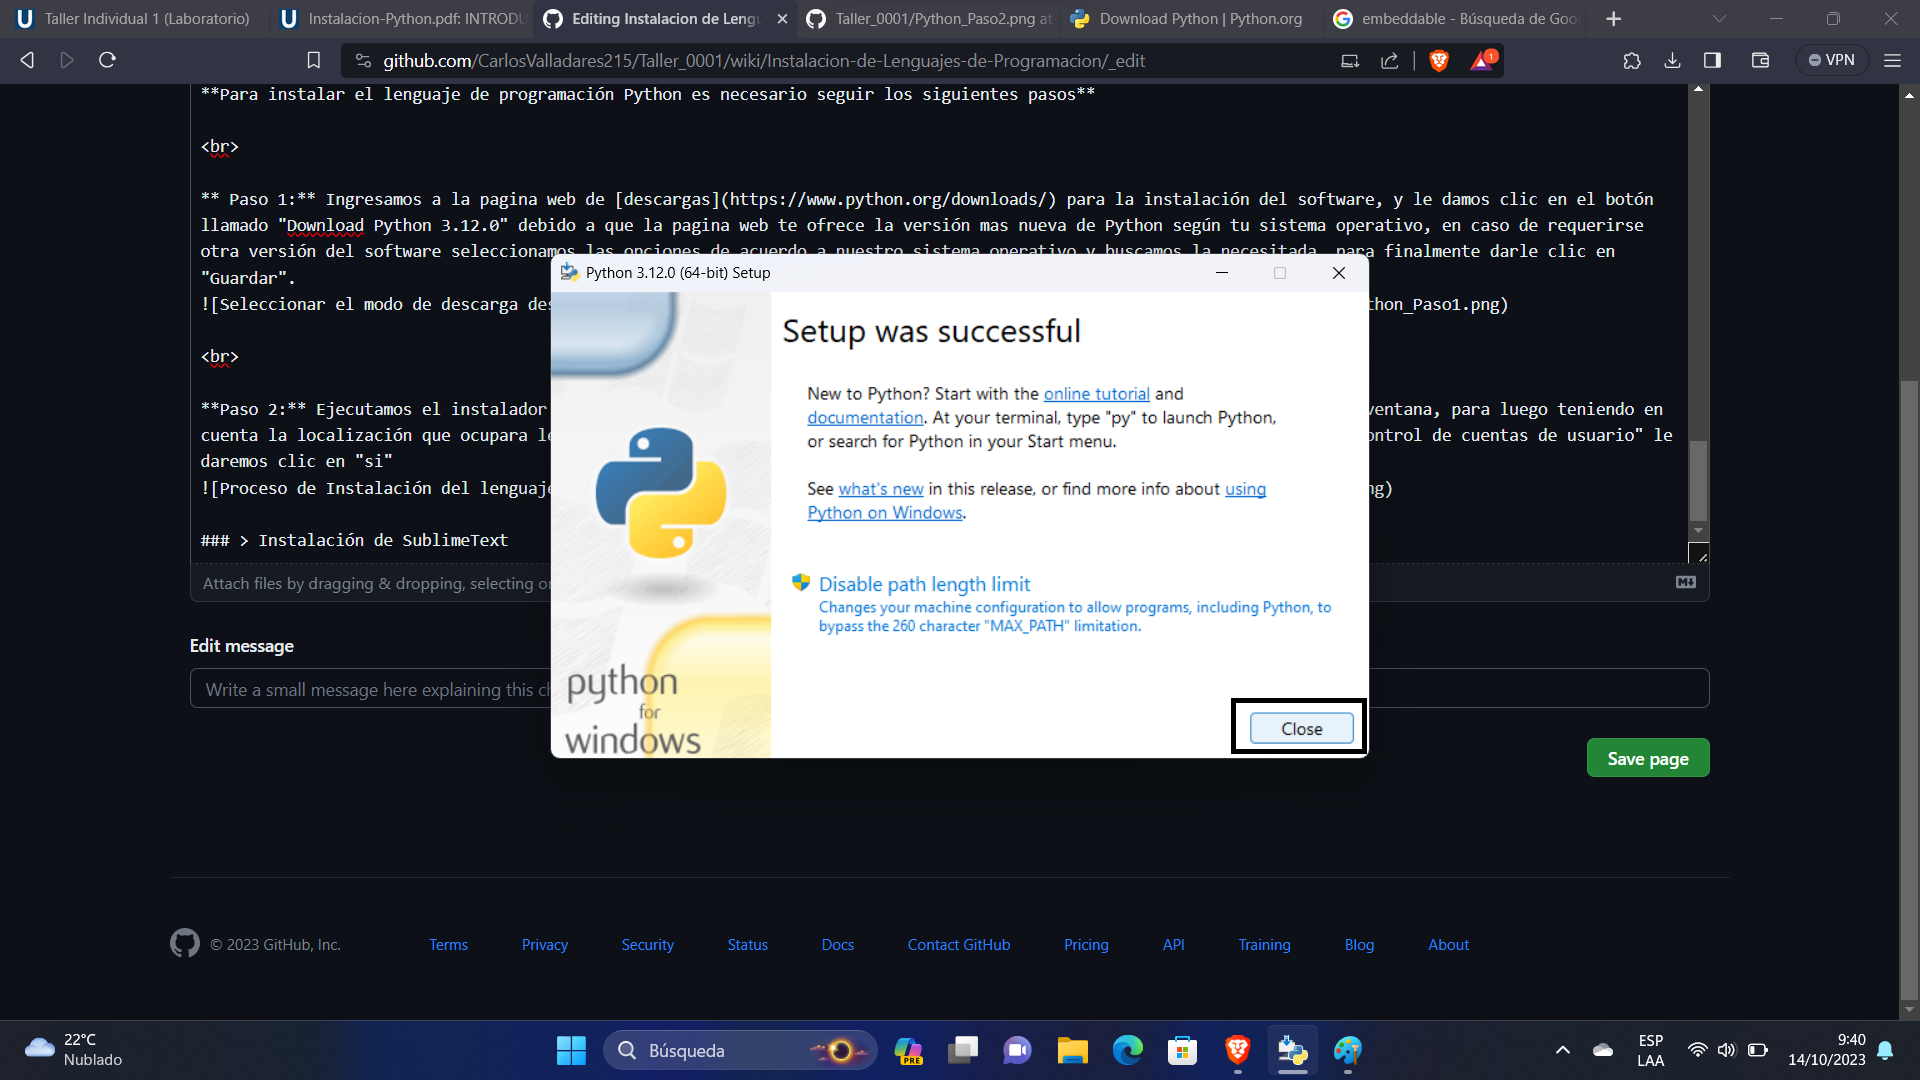 Taller Individual 1 (Laboratorio)
Instalacion-Python.pdf: INTRODU
Editing Instalacion de Leng
Taller_0001/Python_Paso2.png at
Download Python | Python.org
embeddable - Búsqueda de Goo
github.com/CarlosValladares215/Taller_0001/wiki/Instalacion-de-Lenguajes-de-Programacion/_edit
1
VPN
**Para instalar el lenguaje de programación Python es necesario seguir los siguientes pasos**
<br>
** Paso 1:** Ingresamos a la pagina web de [descargas](https://www.python.org/downloads/) para la instalación del software, y le damos clic en el botón
llamado "Download Python 3.12.0" debido a que la pagina web te ofrece la versión mas nueva de Python según tu sistema operativo, en caso de requerirse
otra versión del software seleccionamos las opciones de acuerdo a nuestro sistema operativo y buscamos la necesitada, para finalmente darle clic en
"Guardar".
![Seleccionar el modo de descarga des
thon_Paso1.png)
<br>
**Paso 2:** Ejecutamos el instalador
ventana, para luego teniendo en
cuenta la localización que ocupara le
ontrol de cuentas de usuario" le
daremos clic en "si"
![Proceso de Instalación del lenguaje
ng)
### > Instalación de SublimeText
Attach files by dragging & dropping, selecting or
Edit message
Write a small message here explaining this ch
Save page
Python 3.12.0 (64-bit) Setup
Setup was successful
New to Python? Start with the online tutorial and
documentation. At your terminal, type "py" to launch Python,
or search for Python in your Start menu.
See what's new in this release, or find more info about using
Python on Windows.
Disable path length limit
Changes your machine configuration to allow programs, including Python, to
bypass the 260 character "MAX_PATH" limitation.
python
for
windows
Close
© 2023 GitHub, Inc.
Terms
Privacy
Security
Status
Docs
Contact GitHub
Pricing
API
Training
Blog
About
22°C
Nublado
Búsqueda
PRE
ESP
LAA
9:40
14/10/2023